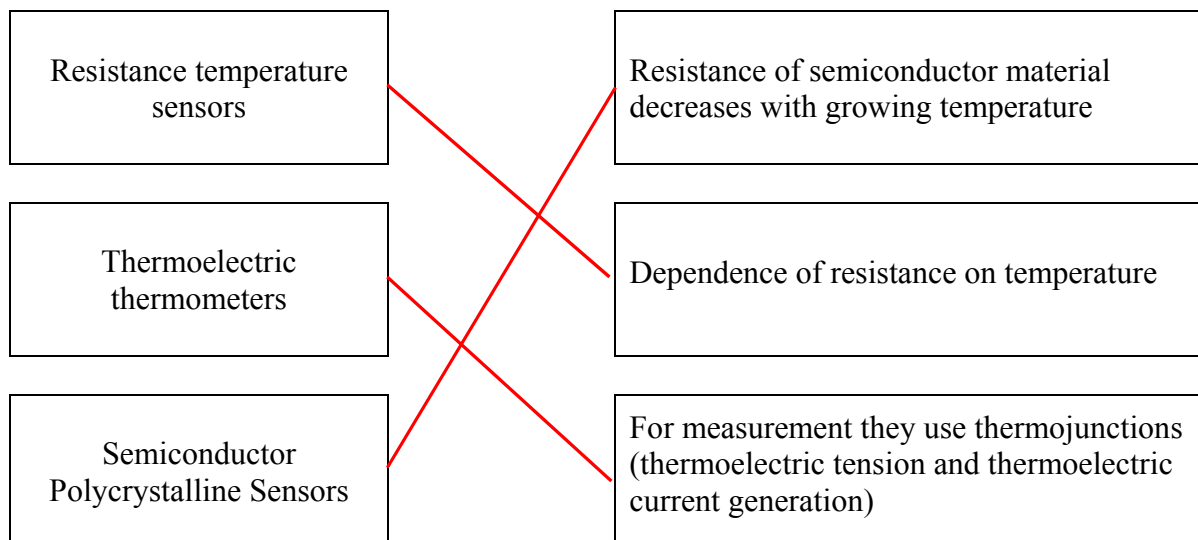 Resistance temperature
sensors
Resistance of semiconductor material
decreases with growing temperature
Thermoelectric
thermometers
Dependence of resistance on temperature
Semiconductor
Polycrystalline Sensors
For measurement they use thermojunctions
(thermoelectric tension and thermoelectric
current generation)